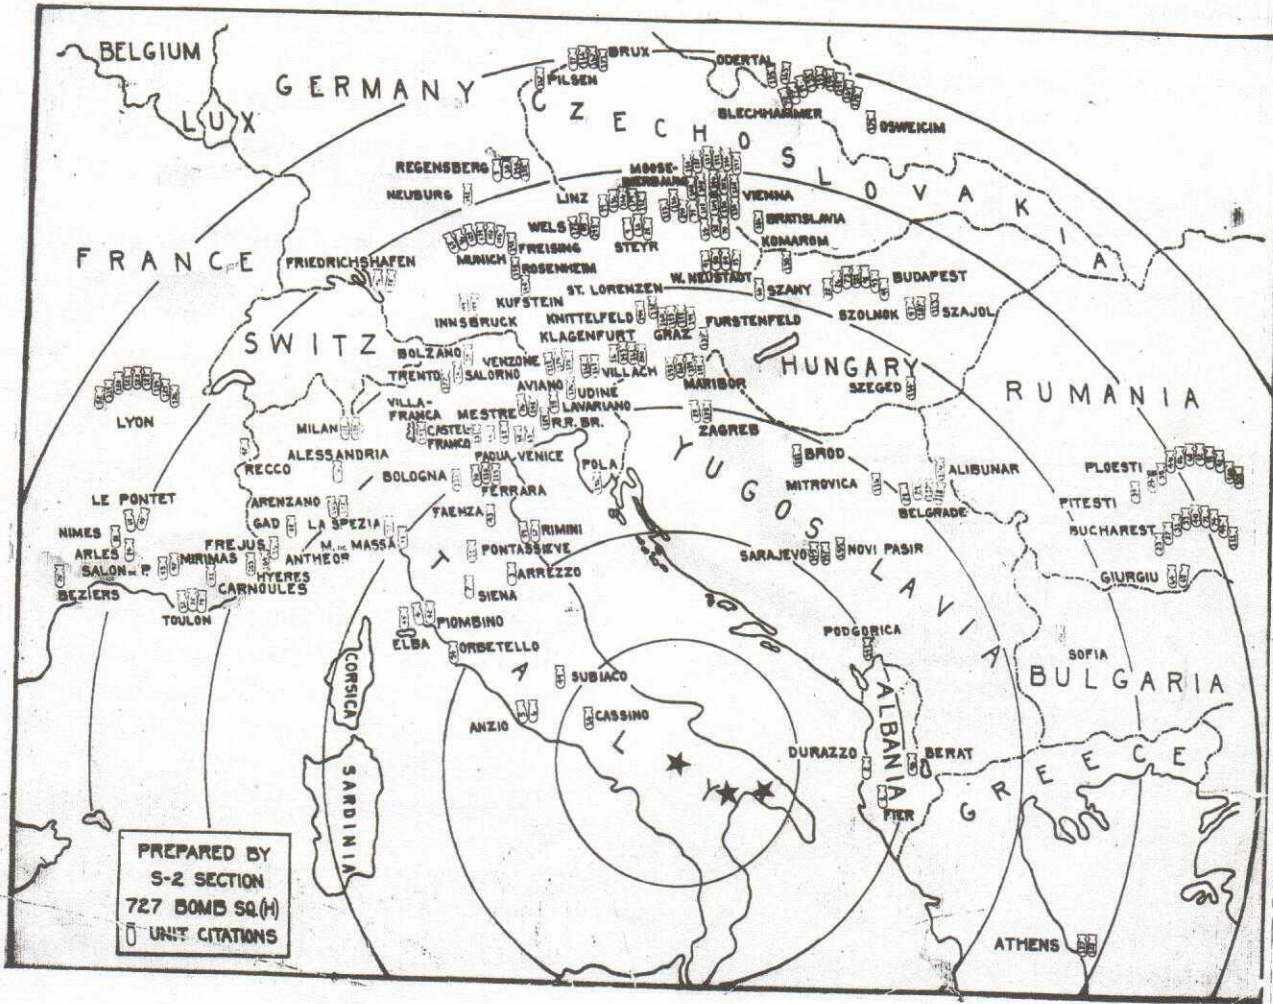 BELGIUM
GERMANY
LUX
FRANCE
SWITZ
CZECHOSLOVAKIA
PILSEN
BRUX
ODERTAL
BLECHHAMMER
OSWEICIM
REGENSBERG
NEUBURG
LINZ
MOOSE-
BIERBAUM
VIENNA
WELS
STEYR
BRATISLAVIA
KOMAROM
MUNICH
FREISING
ROSENHEIM
FRIEDRICHSHAFEN
W. NEUSTADT
SZANY
BUDAPEST
KUFSTEIN
ST. LORENZEN
INNSBRUCK
KNITTELFELD
GRAZ
FURSTENFELD
SZOLNOK
SZAJOL
KLAGENFURT
BOLZANO
VENZONE
VILLACH
MARIBOR
HUNGARY
SZEGED
RUMANIA
TRENTO
SALORNO
AVIANO
UDINE
LAVARIANO
R.R. BR.
LYON
VILLA-
FRANCA
MESTRE
CASTEL-
FRANCO
MILAN
ZAGREB
YUGOSLAVIA
RECCO
ALESSANDRIA
PADUA
VENICE
BOLOGNA
FERRARA
POLA
BROD
MITROVICA
ALIBUNAR
BELGRADE
PLOESTI
PITESTI
BUCHAREST
LE PONTET
NIMES
ARLES
SALON DE P.
MIRIMAS
BEZIERS
TOULON
CARNOULES
HYERES
ARENZANO
GAD
LA SPEZIA
FREJUS
ANTHEOR
M. DE MASSA
FAENZA
RIMINI
PONTASSIEVE
ARREZZO
SIENA
SARAJEVO
NOVI PASIR
GIURGIU
PIOMBINO
ELBA
ORBETELLO
CORSICA
SUBIACO
PODGORICA
SOFIA
BULGARIA
ANZIO
CASSINO
ITALY
SARDINIA
DURAZZO
ALBANIA
BERAT
FIER
GREECE
ATHENS
PREPARED BY
S-2 SECTION
727 BOMB SQ.(H)
UNIT CITATIONS